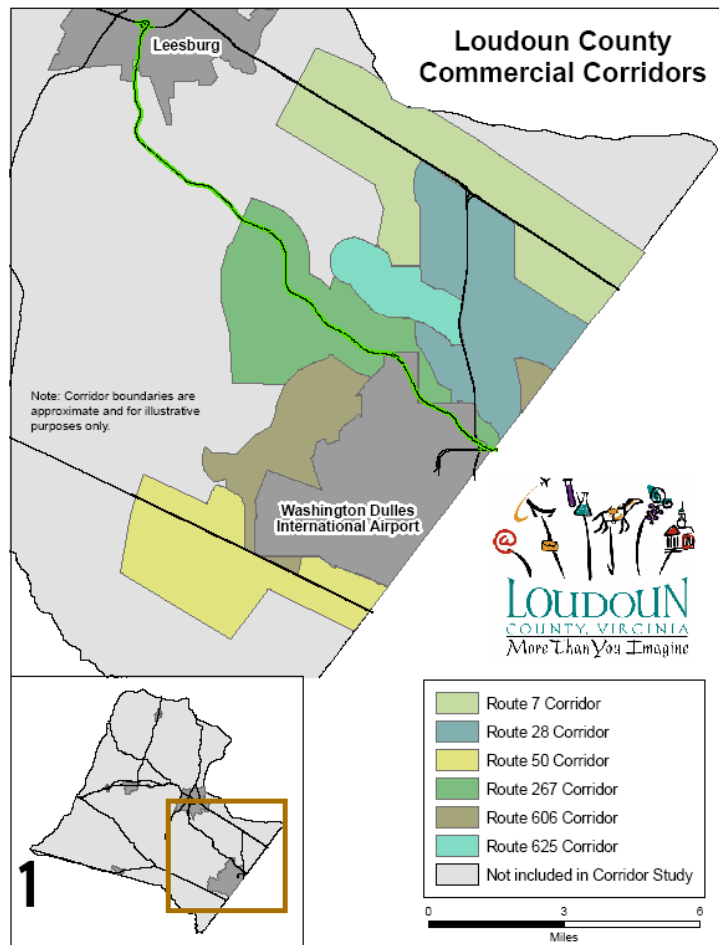 Leesburg
Loudoun County
Commercial Corridors
Note: Corridor boundaries are
approximate and for illustrative
purposes only.
Washington Dulles
International Airport
LOUDOUN
COUNTY, VIRGINIA
More Than You Imagine
1
Route 7 Corridor
Route 28 Corridor
Route 50 Corridor
Route 267 Corridor
Route 606 Corridor
Route 625 Corridor
Not included in Corridor Study
0 3 6
Miles